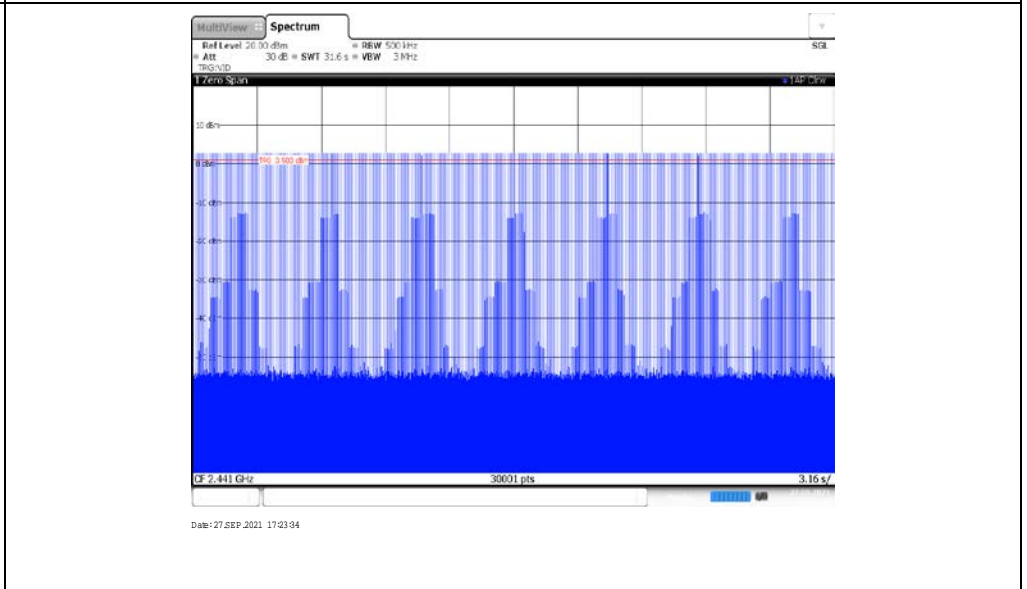 MultiView Spectrum
Ref Level 20.00 dBm RBW 500 kHz SGL
Att 30 dB SWT 31.6 s VBW 3 MHz
TRG:VID
1 Zero Span 1AP Clrw
10 dBm
0 dBm
-10 dBm
CF 2.441 GHz 30001 pts 3.16 s/
Date: 27.SEP.2021 17:23:34